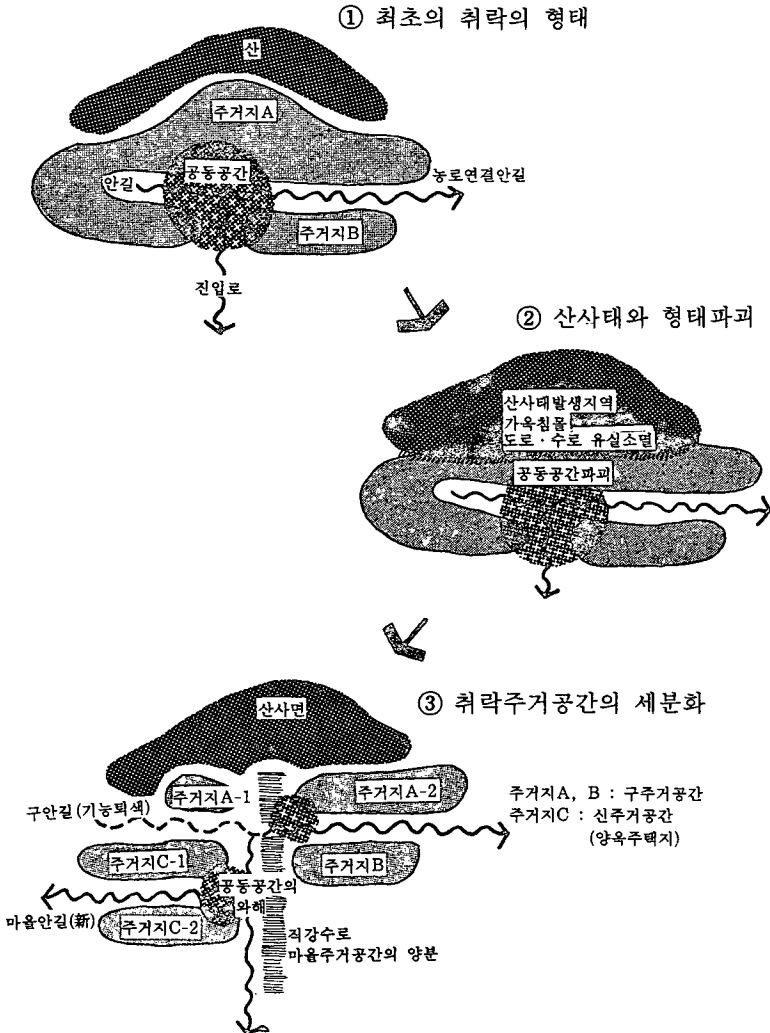 ① 최초의 취락의 형태
산
주거지A
안길
공동공간
농로연결안길
주거지B
진입로
② 산사태와 형태파괴
산사태발생지역
가옥침몰
도로·수로 유실소멸
공동공간파괴
③ 취락주거공간의 세분화
산사면
주거지A-1
주거지A-2
구안길(기능퇴색)
주거지A, B : 구주거공간
주거지C : 신주거공간
(양옥주택지)
주거지C-1
주거지B
공동공간의
와해
마을안길(新)
주거지C-2
직강수로
마을주거공간의 양분